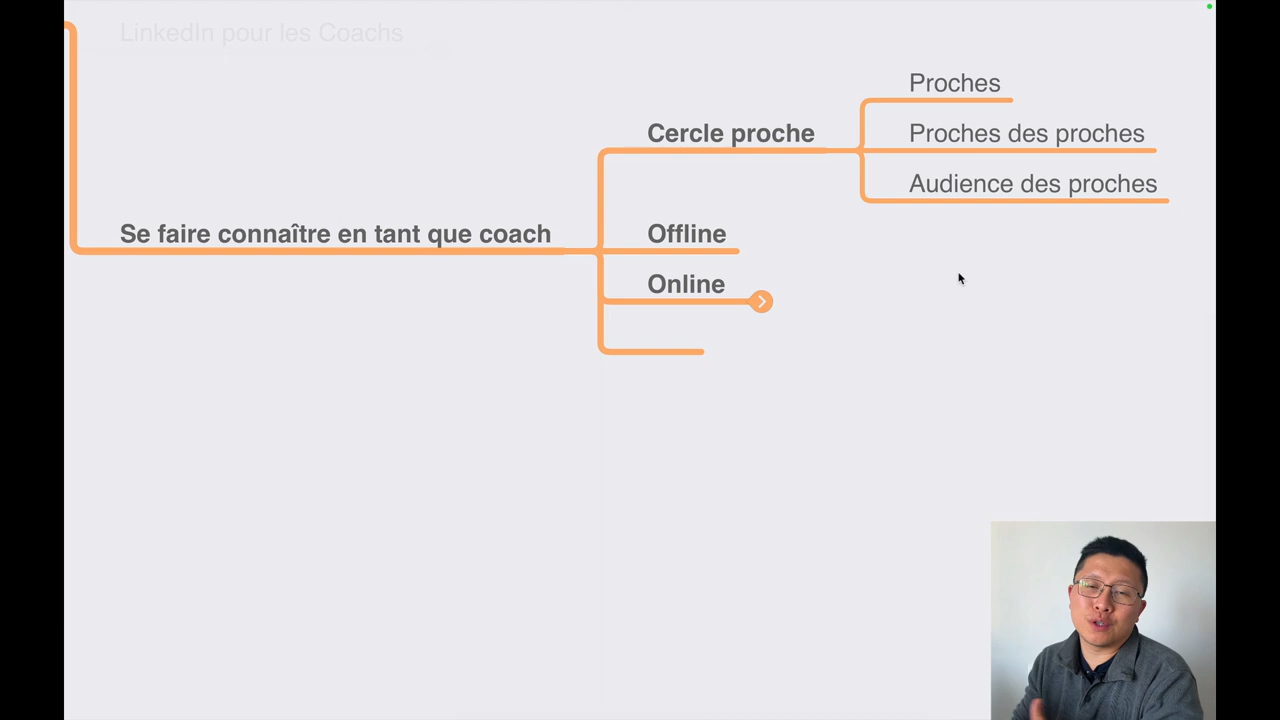 LinkedIn pour les Coachs
Proches
Cercle proche
Proches des proches
Audience des proches
Se faire connaître en tant que coach
Offline
Online